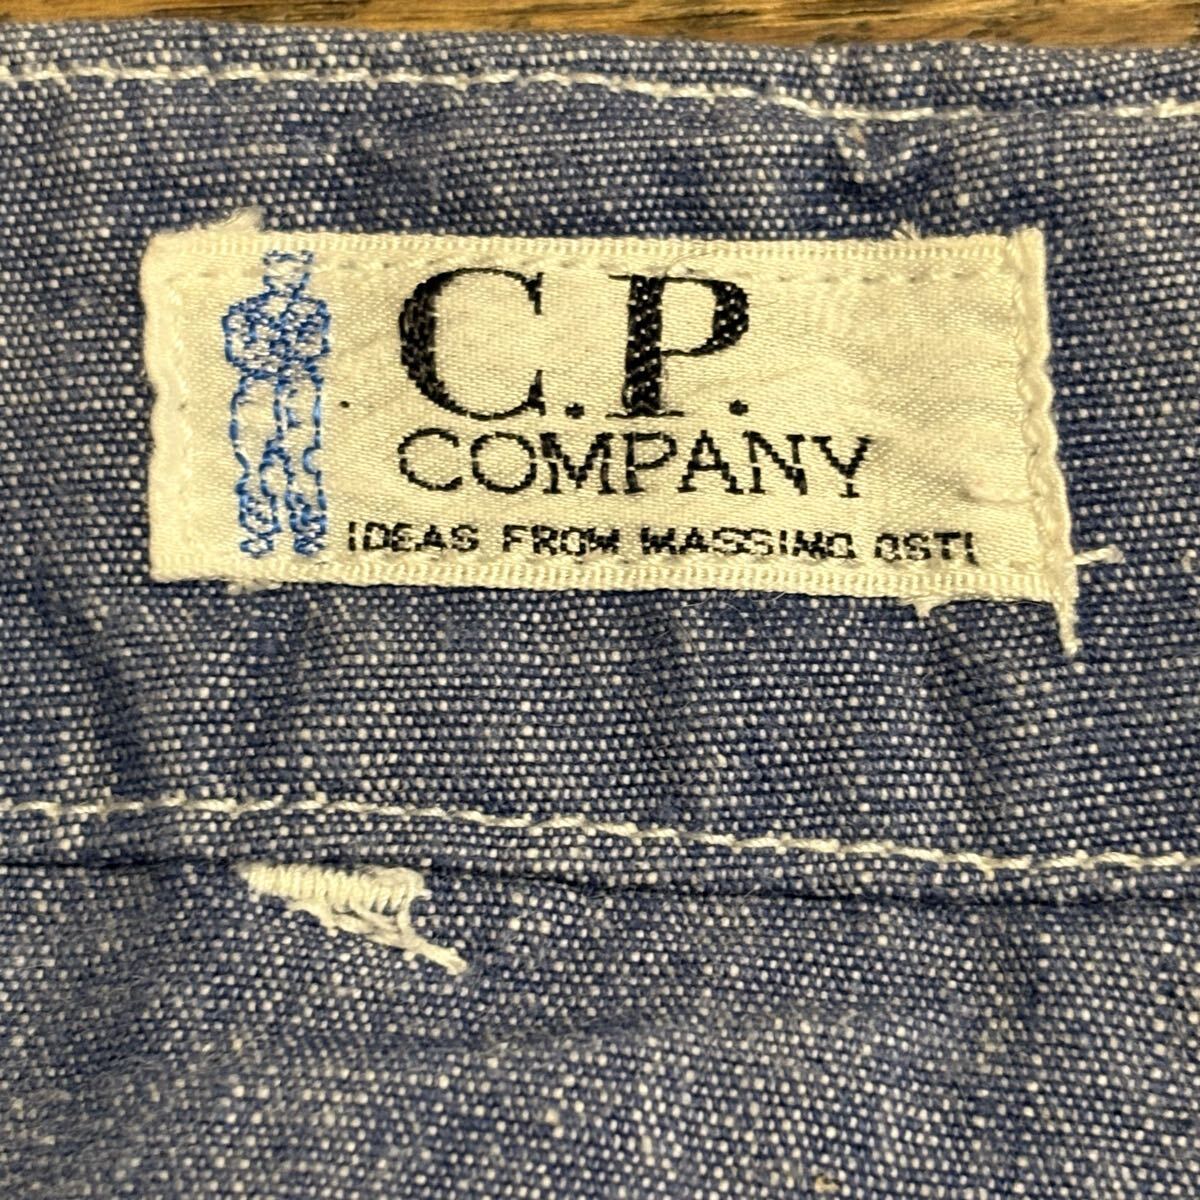 C.P.
COMPANY
IDEAS FROM MASSIMO OSTI